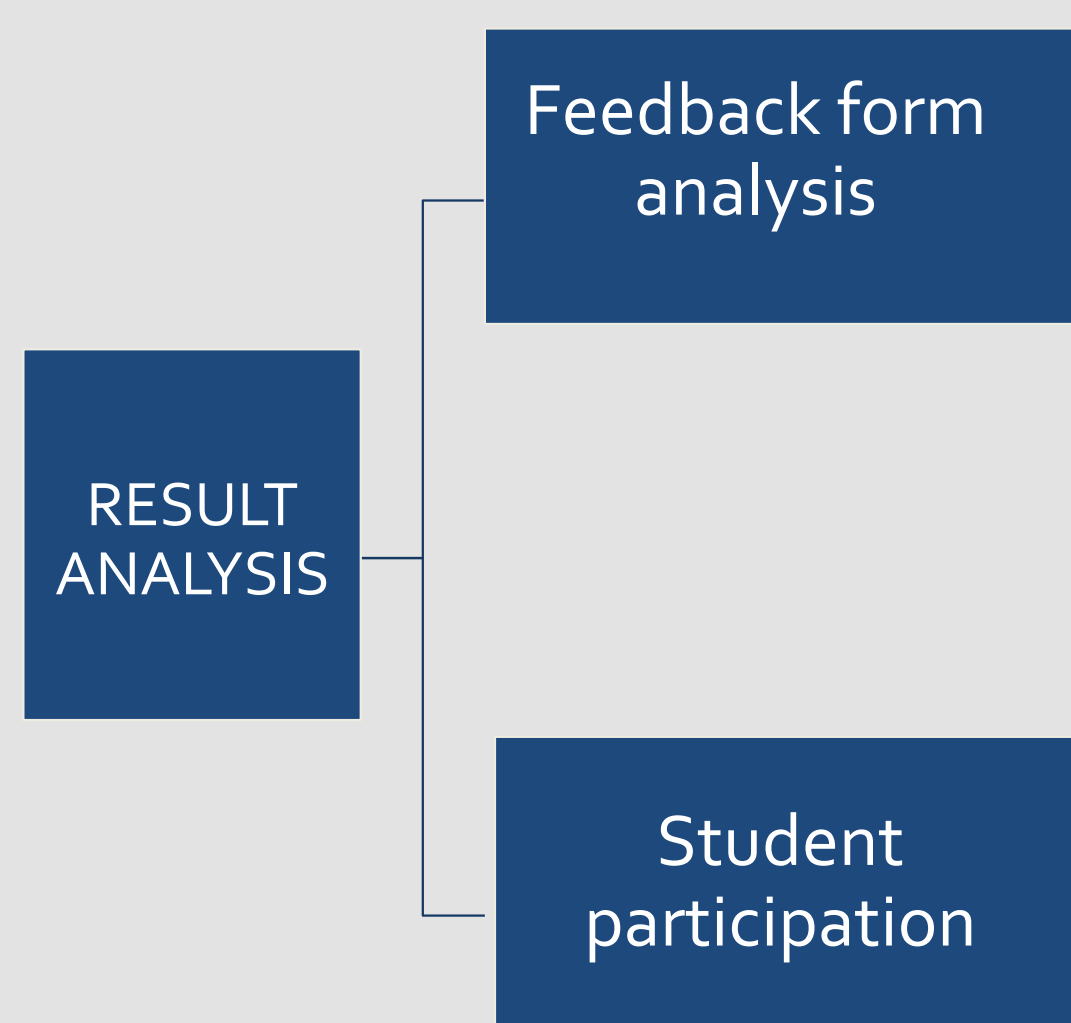 Feedback form
analysis
RESULT
ANALYSIS
Student
participation